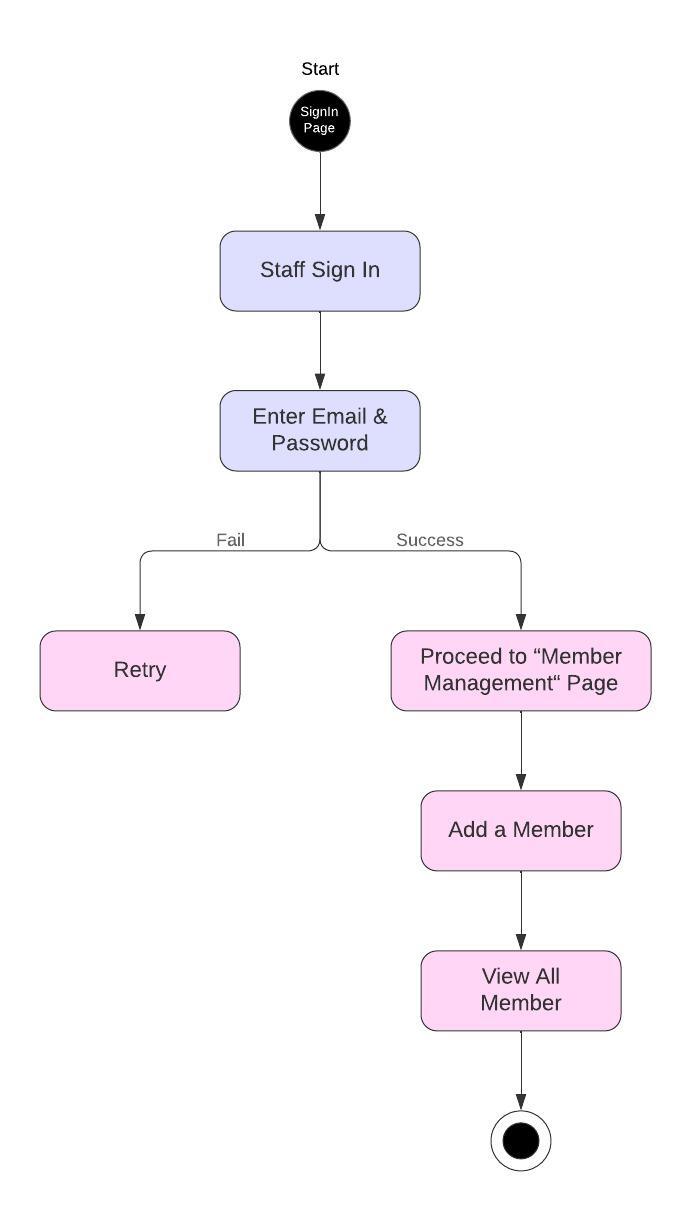 Start
SignIn
Page
Staff Sign In
Enter Email &
Password
Fail
Success
Retry
Proceed to “Member
Management“ Page
Add a Member
View All
Member